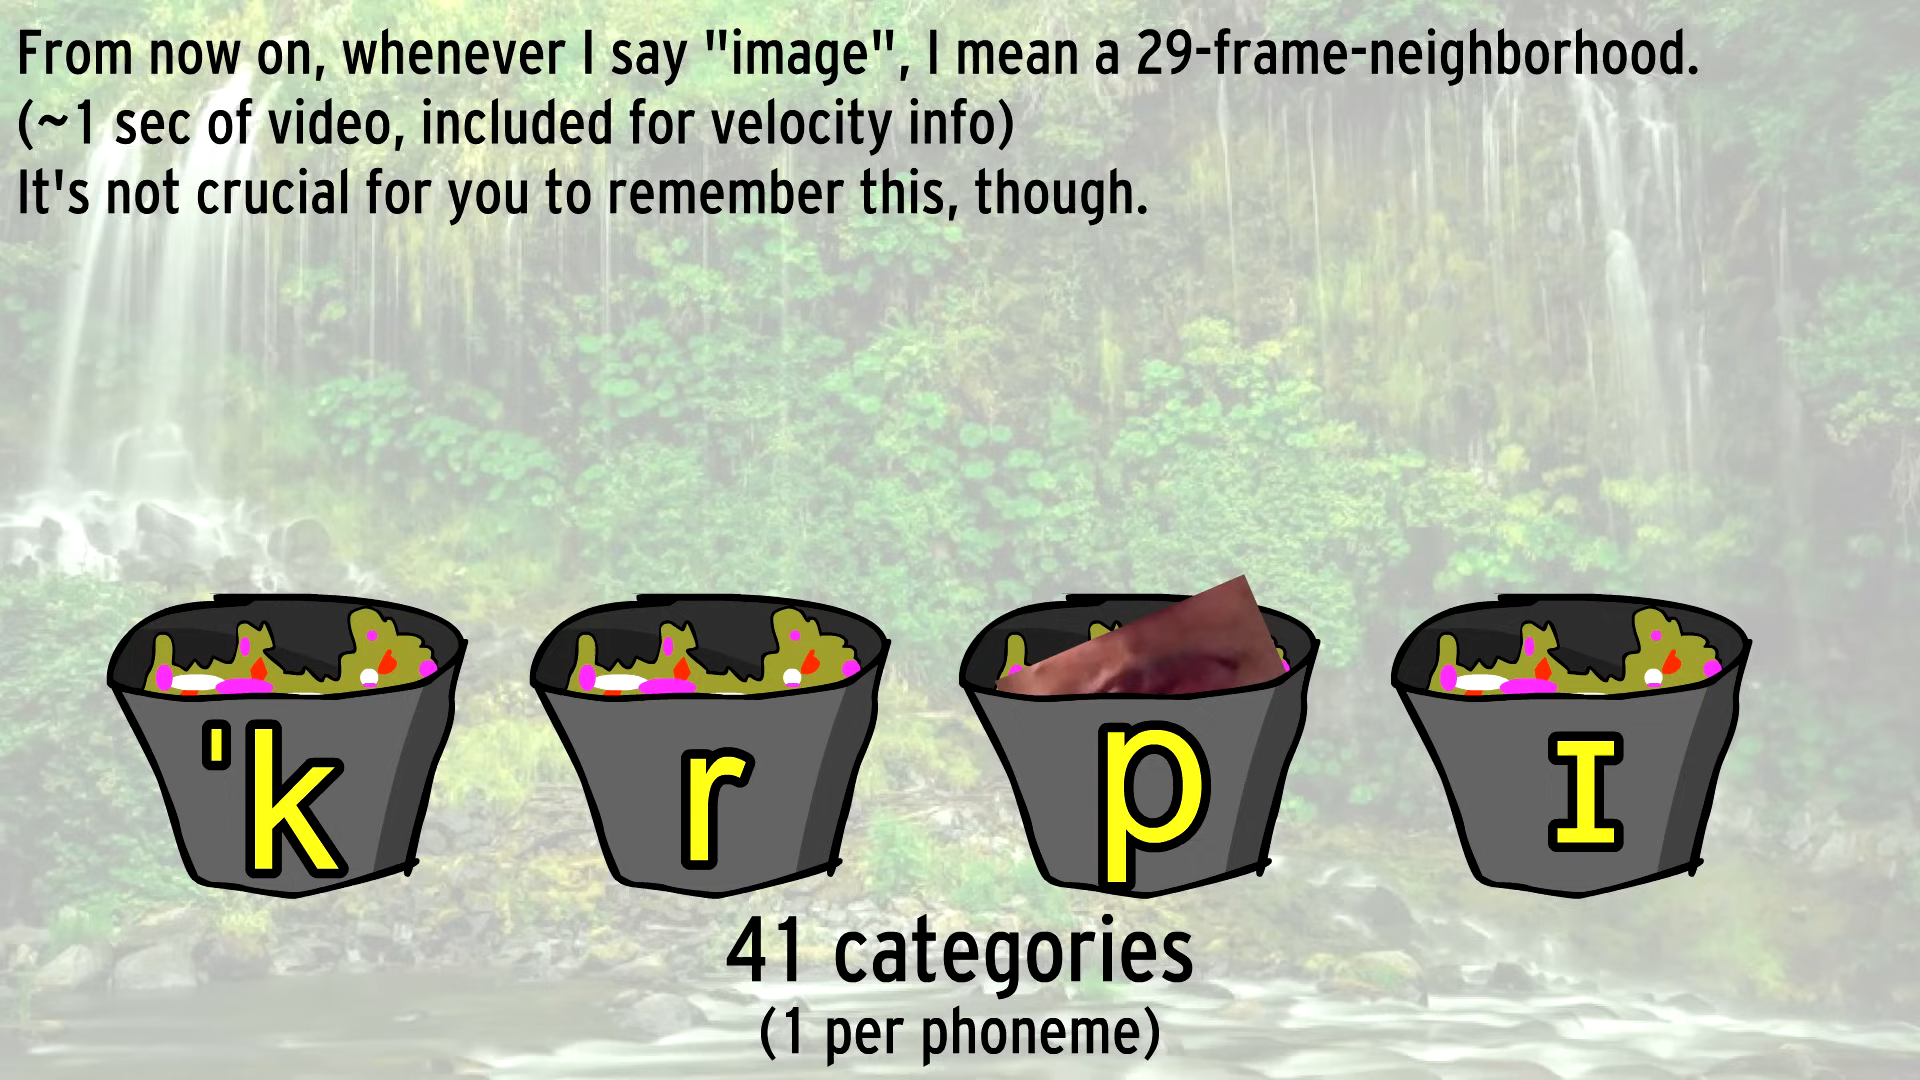 From now on, whenever I say "image", I mean a 29-frame-neighborhood.
(~1 sec of video, included for velocity info)
It's not crucial for you to remember this, though.
'k r p ɪ
41 categories
(1 per phoneme)